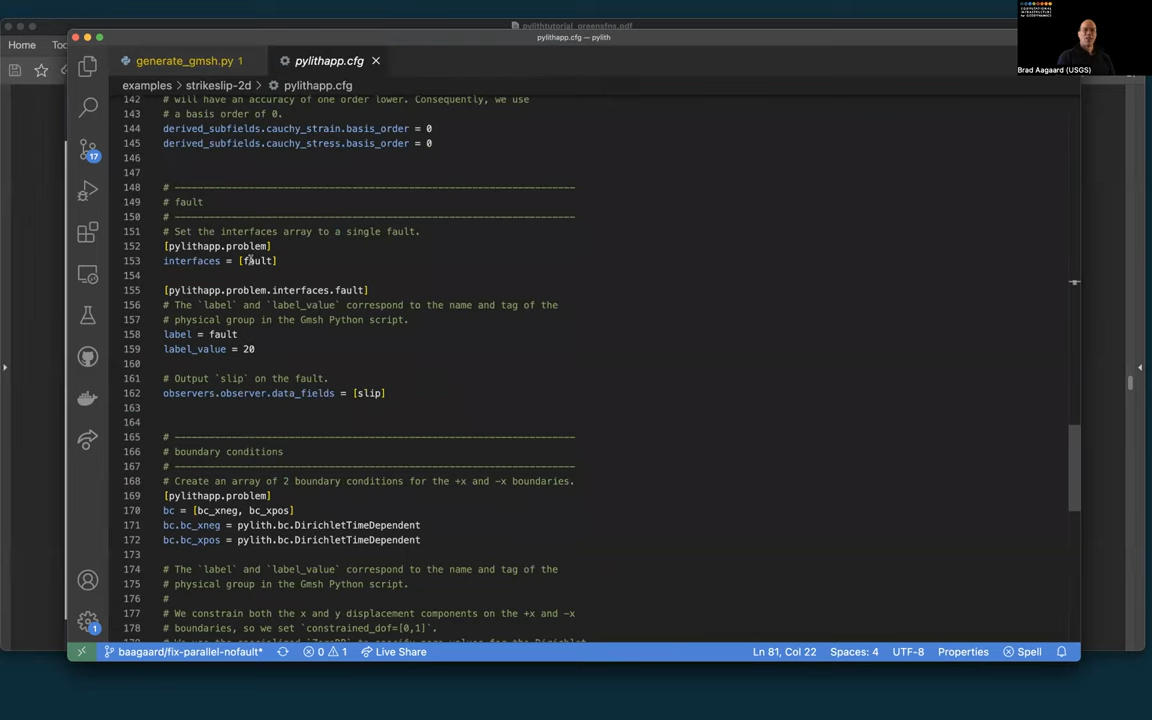 pylithtutorial_greensfns.pdf
Home
pylithapp.cfg — pylith
COMPUTATIONAL
INFRASTRUCTURE
for GEODYNAMICS
Brad Aagaard (USGS)
generate_gmsh.py 1
pylithapp.cfg
examples > strikeslip-2d > pylithapp.cfg
142 # will have an accuracy of one order lower. Consequently, we use
143 # a basis order of 0.
144 derived_subfields.cauchy_strain.basis_order = 0
145 derived_subfields.cauchy_stress.basis_order = 0
146
147
148 # ----------------------------------------------------------------------
149 # fault
150 # ----------------------------------------------------------------------
151 # Set the interfaces array to a single fault.
152 [pylithapp.problem]
153 interfaces = [fault]
154
155 [pylithapp.problem.interfaces.fault]
156 # The `label` and `label_value` correspond to the name and tag of the
157 # physical group in the Gmsh Python script.
158 label = fault
159 label_value = 20
160
161 # Output `slip` on the fault.
162 observers.observer.data_fields = [slip]
163
164
165 # ----------------------------------------------------------------------
166 # boundary conditions
167 # ----------------------------------------------------------------------
168 # Create an array of 2 boundary conditions for the +x and -x boundaries.
169 [pylithapp.problem]
170 bc = [bc_xneg, bc_xpos]
171 bc.bc_xneg = pylith.bc.DirichletTimeDependent
172 bc.bc_xpos = pylith.bc.DirichletTimeDependent
173
174 # The `label` and `label_value` correspond to the name and tag of the
175 # physical group in the Gmsh Python script.
176 #
177 # We constrain both the x and y displacement components on the +x and -x
178 # boundaries, so we set `constrained_dof=[0,1]`.
17
1
baagaard/fix-parallel-nofault*
0
1
Live Share
Ln 81, Col 22
Spaces: 4
UTF-8
Properties
Spell